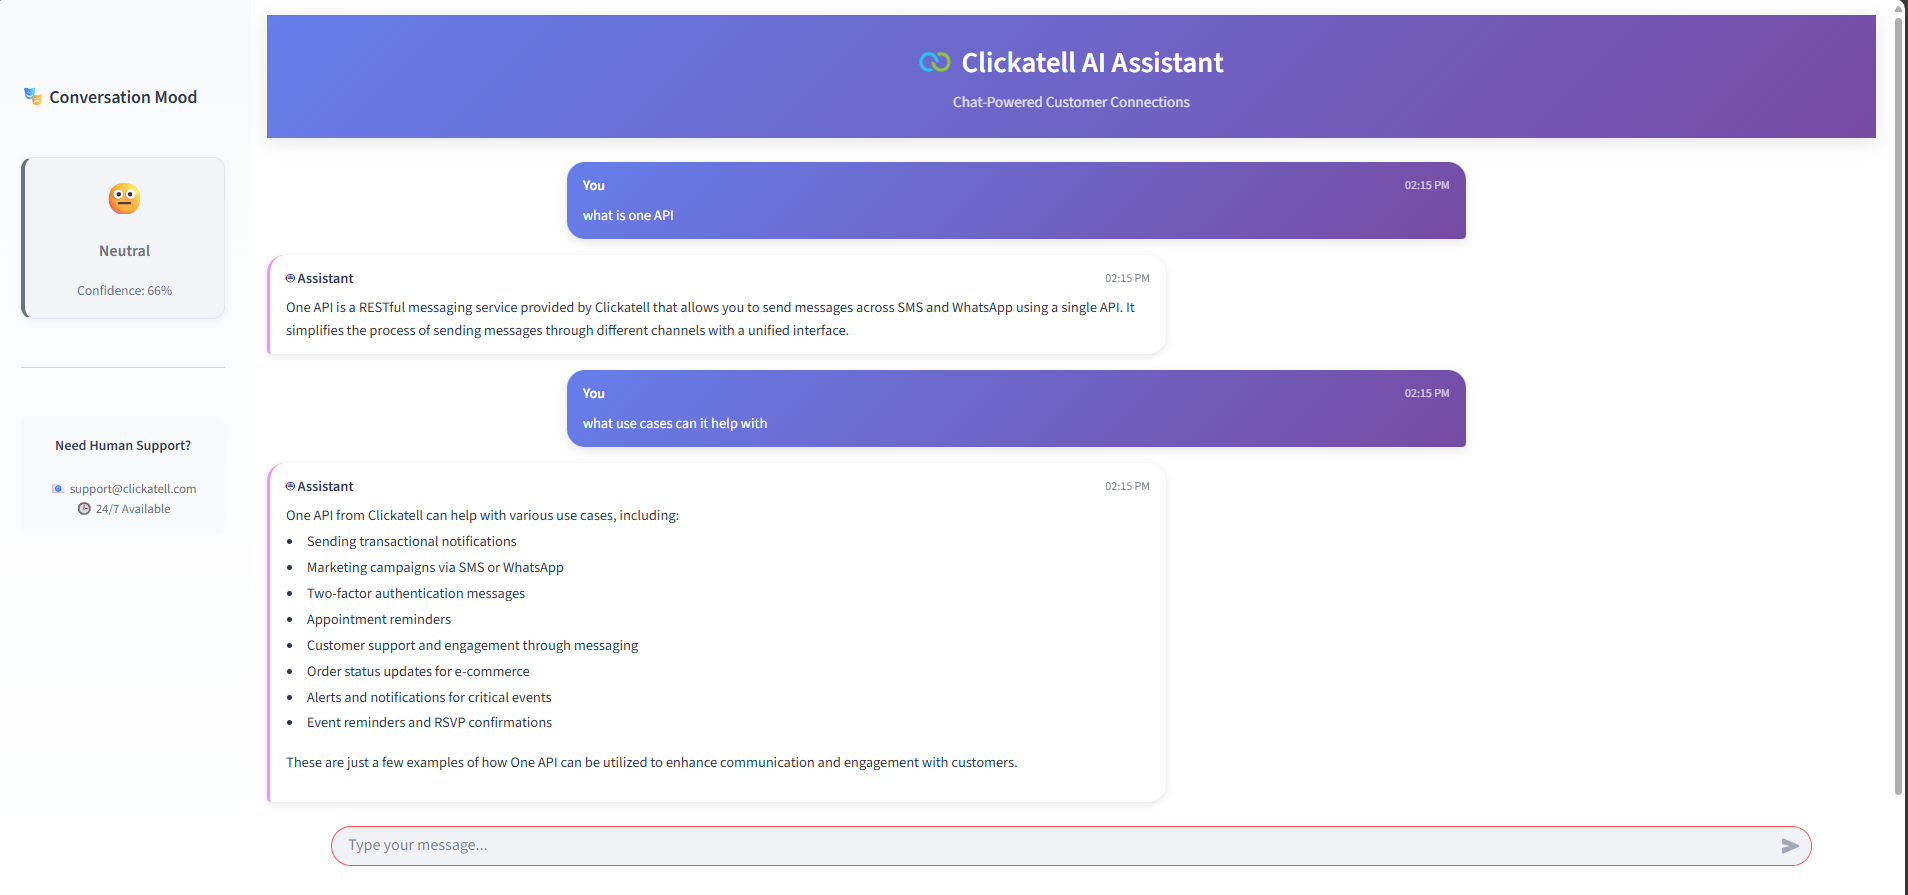 Conversation Mood
Neutral
Confidence: 66%
Need Human Support?
support@clickatell.com
24/7 Available
Clickatell AI Assistant
Chat-Powered Customer Connections
You 02:15 PM
what is one API
Assistant 02:15 PM
One API is a RESTful messaging service provided by Clickatell that allows you to send messages across SMS and WhatsApp using a single API. It
simplifies the process of sending messages through different channels with a unified interface.
You 02:15 PM
what use cases can it help with
Assistant 02:15 PM
One API from Clickatell can help with various use cases, including:
• Sending transactional notifications
• Marketing campaigns via SMS or WhatsApp
• Two-factor authentication messages
• Appointment reminders
• Customer support and engagement through messaging
• Order status updates for e-commerce
• Alerts and notifications for critical events
• Event reminders and RSVP confirmations
These are just a few examples of how One API can be utilized to enhance communication and engagement with customers.
Type your message...